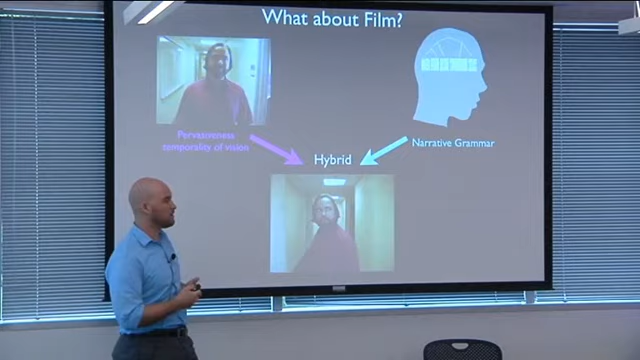 What about Film?
Pervasiveness
temporality of vision
Narrative Grammar
Hybrid